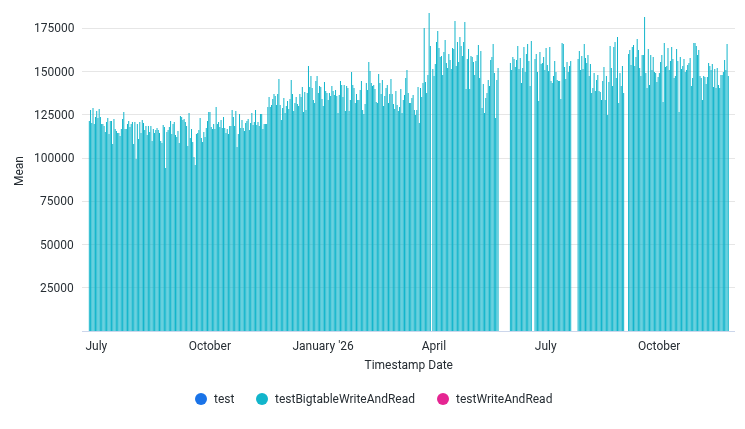 175000
150000
125000
100000
75000
50000
25000
Mean
July October January '26 April July October
Timestamp Date
test testBigtableWriteAndRead testWriteAndRead